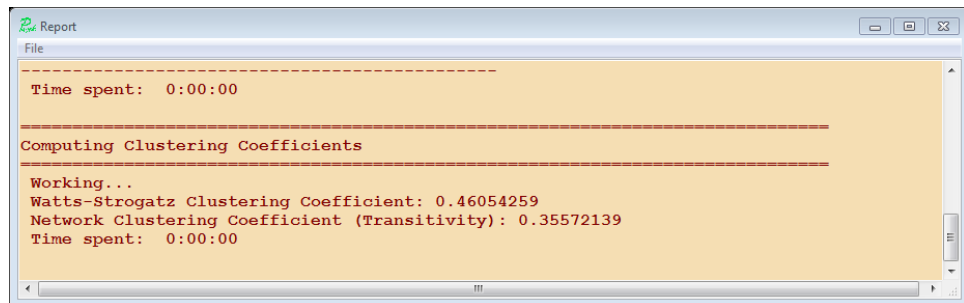 Report
File
----------------------------------------------
Time spent: 0:00:00
==============================================================================
Computing Clustering Coefficients
==============================================================================
Working...
Watts-Strogatz Clustering Coefficient: 0.46054259
Network Clustering Coefficient (Transitivity): 0.35572139
Time spent: 0:00:00